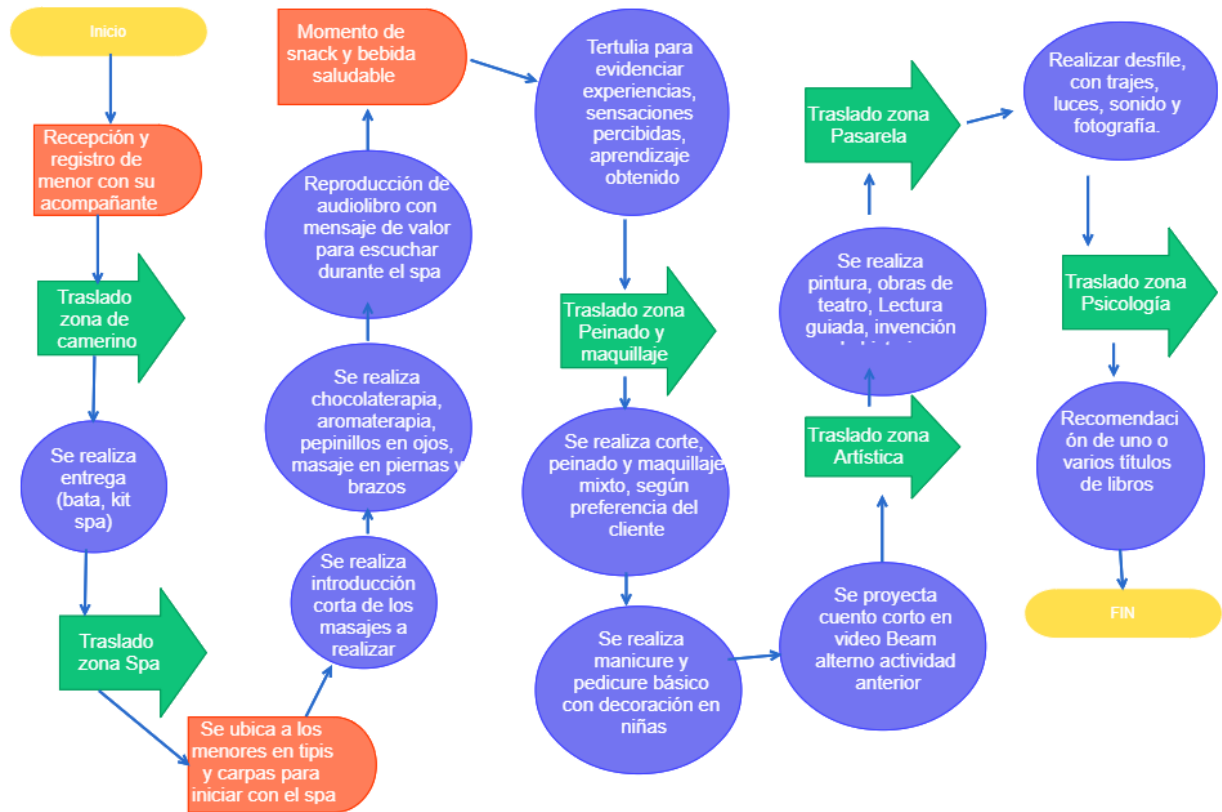 Inicio
Recepción y
registro de
menor con su
acompañante
Traslado
zona de
camerino
Se realiza
entrega
(bata, kit
spa)
Traslado
zona Spa
Se ubica a los
menores en tipis
y carpas para
iniciar con el spa
Se realiza
introducción
corta de los
masajes a
realizar
Se realiza
chocolaterapia,
aromaterapia,
pepinillos en ojos,
masaje en piernas y
brazos
Reproducción de
audiolibro con
mensaje de valor
para escuchar
durante el spa
Momento de
snack y bebida
saludable
Tertulia para
evidenciar
experiencias,
sensaciones
percibidas,
aprendizaje
obtenido
Traslado zona
Peinado y
maquillaje
Se realiza corte,
peinado y maquillaje
mixto, según
preferencia del
cliente
Se realiza
manicure y
pedicure básico
con decoración en
niñas
Se proyecta
cuento corto en
video Beam
alterno actividad
anterior
Traslado zona
Artística
Se realiza
pintura, obras de
teatro, Lectura
guiada, invención
Traslado zona
Pasarela
Realizar desfile,
con trajes,
luces, sonido y
fotografía.
Traslado zona
Psicología
Recomendaci
ón de uno o
varios títulos
de libros
FIN